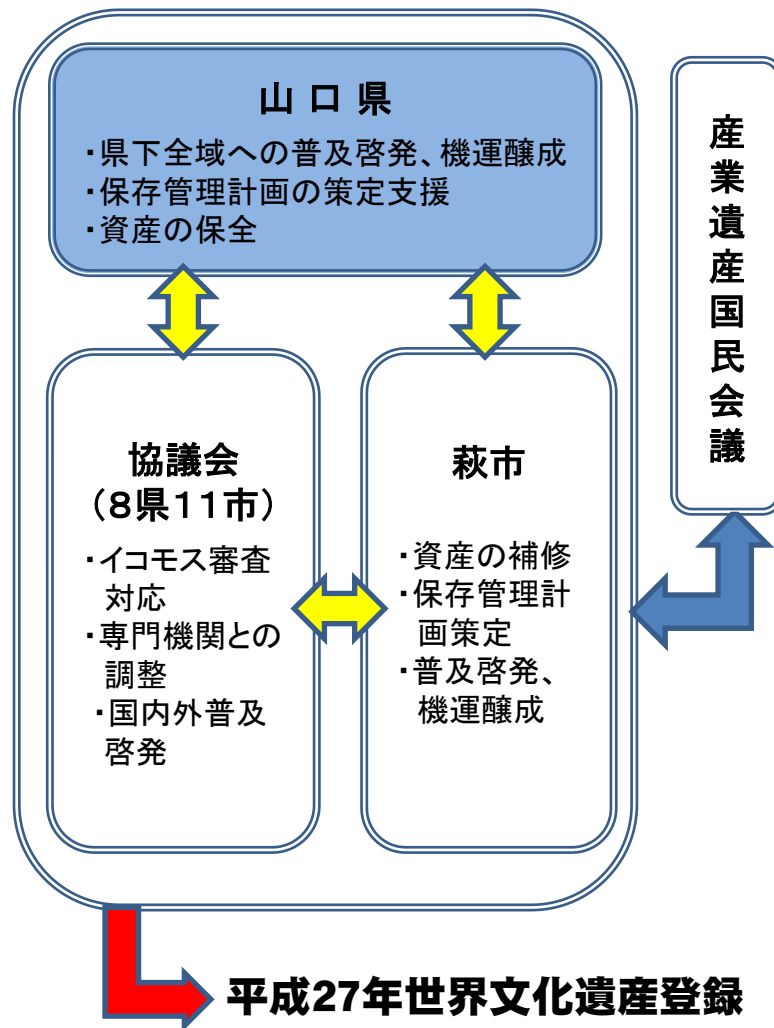 山口県
・県下全域への普及啓発、機運醸成
・保存管理計画の策定支援
・資産の保全
産業遺産国民会議
協議会
（８県１１市）
・イコモス審査
対応
・専門機関との
調整
・国内外普及
啓発
萩市
・資産の補修
・保存管理計
画策定
・普及啓発、
機運醸成
平成27年世界文化遺産登録